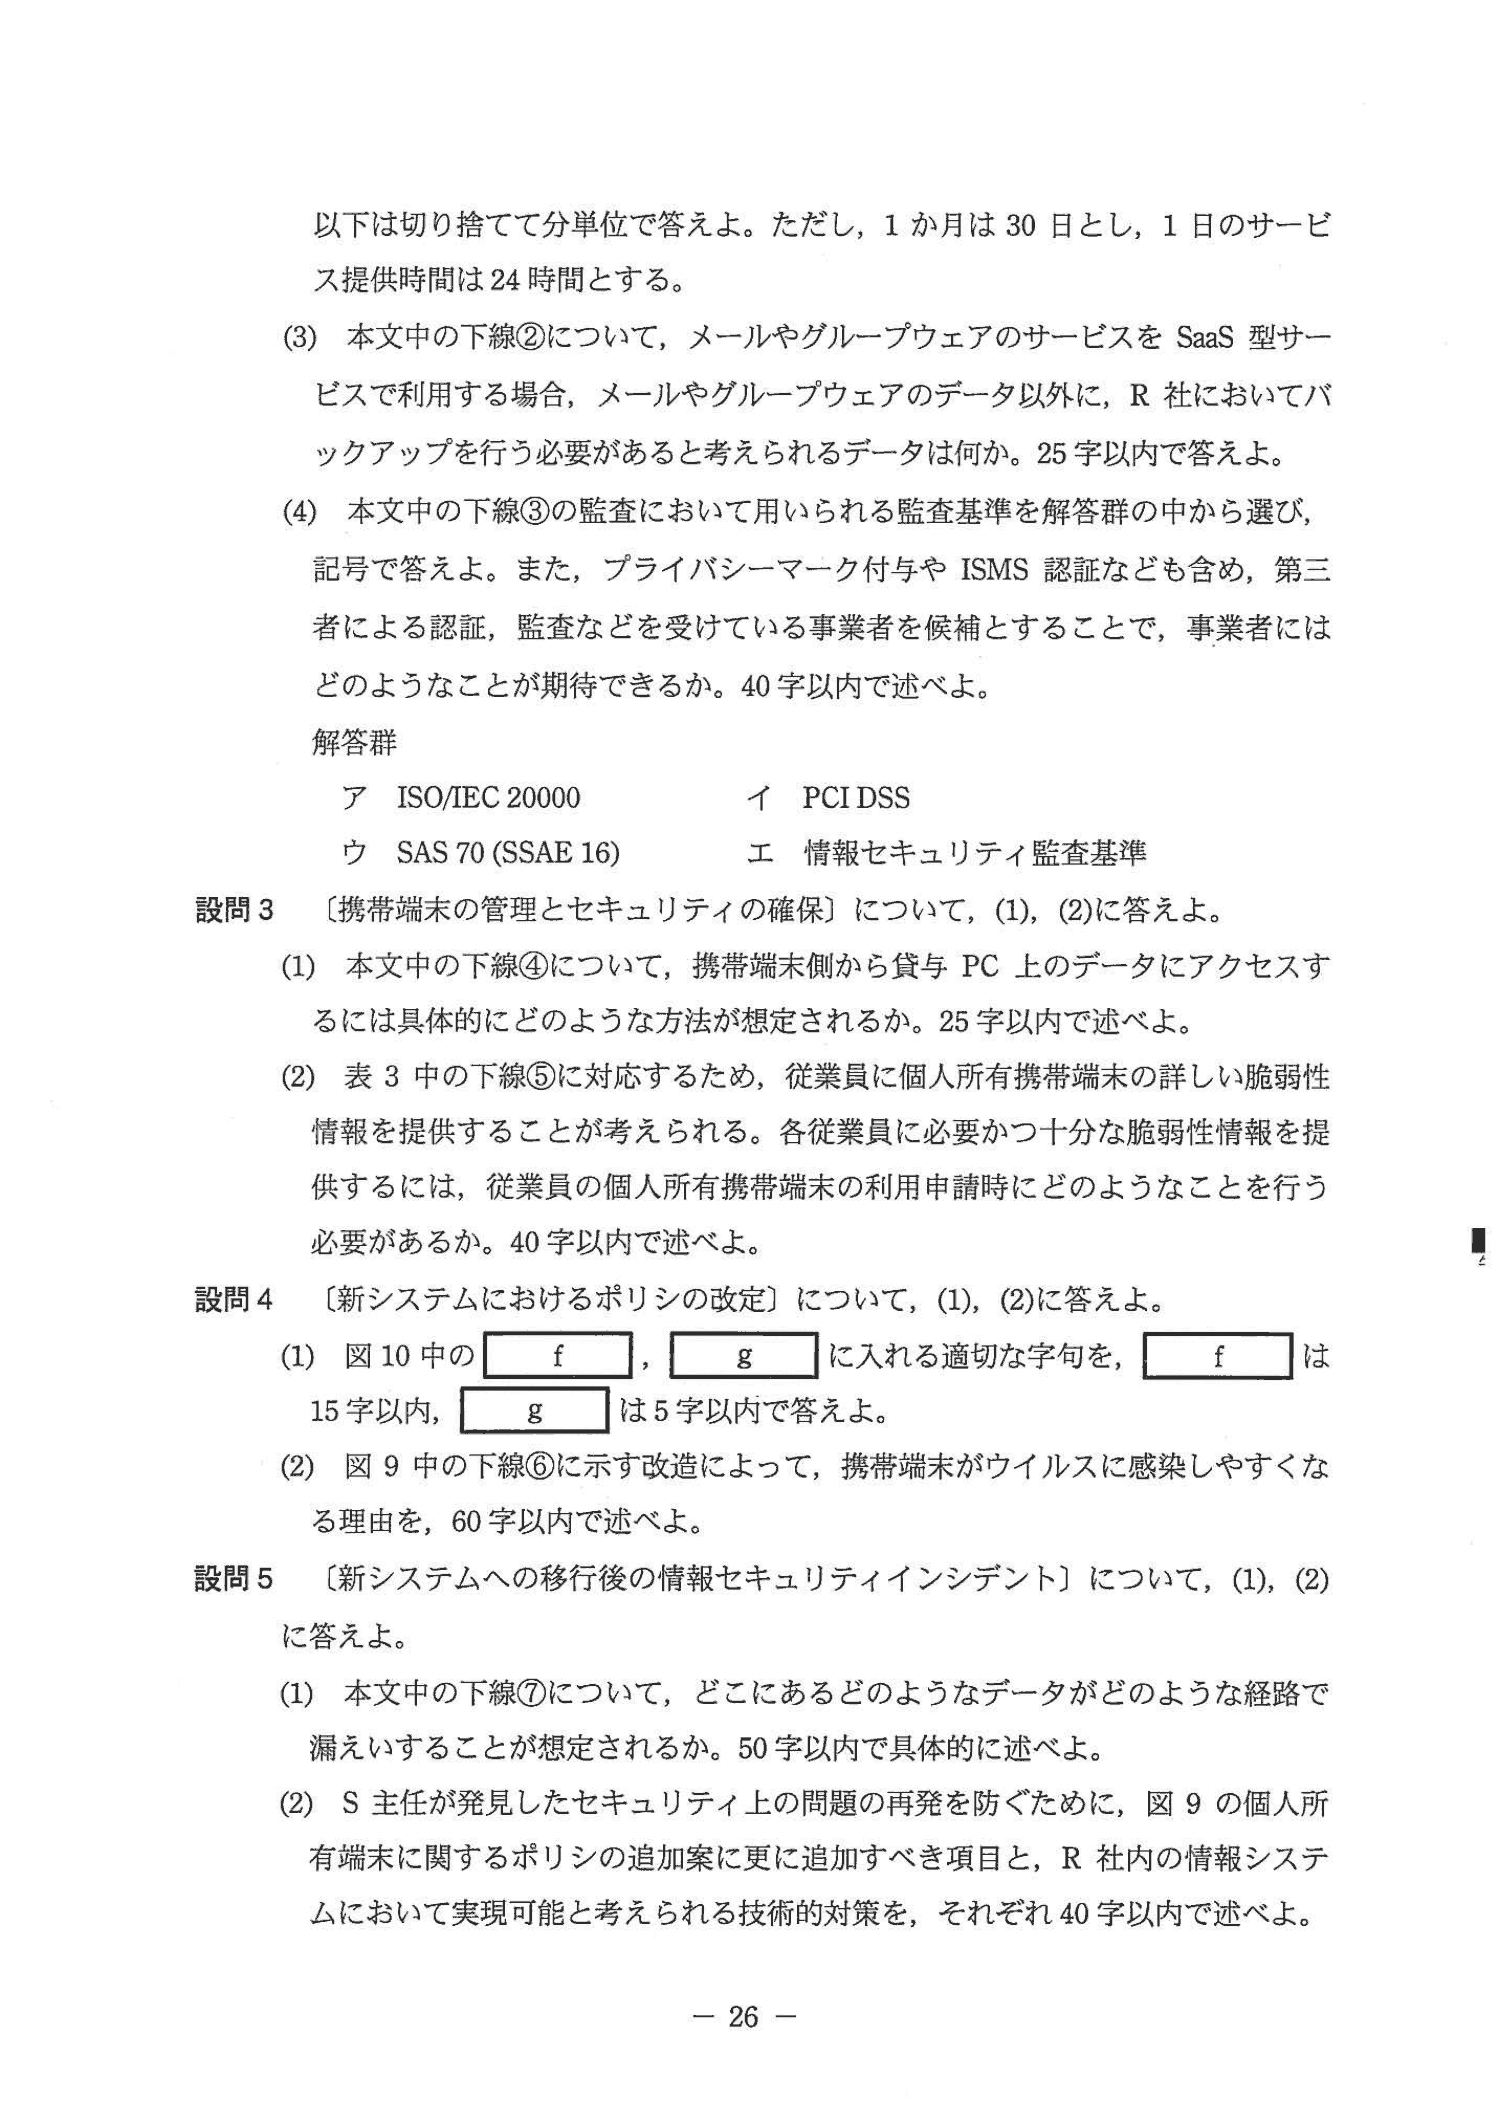 以下は切り捨てて分単位で答えよ。ただし，1 か月は 30 日とし，1 日のサービ
ス提供時間は 24 時間とする。
(3) 本文中の下線②について，メールやグループウェアのサービスを SaaS 型サー
ビスで利用する場合，メールやグループウェアのデータ以外に，R 社においてバ
ックアップを行う必要があると考えられるデータは何か。25 字以内で答えよ。
(4) 本文中の下線③の監査において用いられる監査基準を解答群の中から選び，
記号で答えよ。また，プライバシーマーク付与や ISMS 認証なども含め，第三
者による認証，監査などを受けている事業者を候補とすることで，事業者には
どのようなことが期待できるか。40 字以内で述べよ。
解答群
ア ISO/IEC 20000 イ PCI DSS
ウ SAS 70 (SSAE 16) エ 情報セキュリティ監査基準
設問 3 〔携帯端末の管理とセキュリティの確保〕について，(1)，(2)に答えよ。
(1) 本文中の下線④について，携帯端末側から貸与 PC 上のデータにアクセスす
るには具体的にどのような方法が想定されるか。25 字以内で述べよ。
(2) 表 3 中の下線⑤に対応するため，従業員に個人所有携帯端末の詳しい脆弱性
情報を提供することが考えられる。各従業員に必要かつ十分な脆弱性情報を提
供するには，従業員の個人所有携帯端末の利用申請時にどのようなことを行う
必要があるか。40 字以内で述べよ。
設問 4 〔新システムにおけるポリシの改定〕について，(1)，(2)に答えよ。
(1) 図 10 中の f ， g に入れる適切な字句を， f は
15 字以内， g は 5 字以内で答えよ。
(2) 図 9 中の下線⑥に示す改造によって，携帯端末がウイルスに感染しやすくな
る理由を，60 字以内で述べよ。
設問 5 〔新システムへの移行後の情報セキュリティインシデント〕について，(1)，(2)
に答えよ。
(1) 本文中の下線⑦について，どこにあるどのようなデータがどのような経路で
漏えいすることが想定されるか。50 字以内で具体的に述べよ。
(2) S 主任が発見したセキュリティ上の問題の再発を防ぐために，図 9 の個人所
有端末に関するポリシの追加案に更に追加すべき項目と，R 社内の情報システ
ムにおいて実現可能と考えられる技術的対策を，それぞれ 40 字以内で述べよ。
－ 26 －